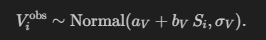 V_i^obs ∼ Normal(a_V + b_V S_i, σ_V).